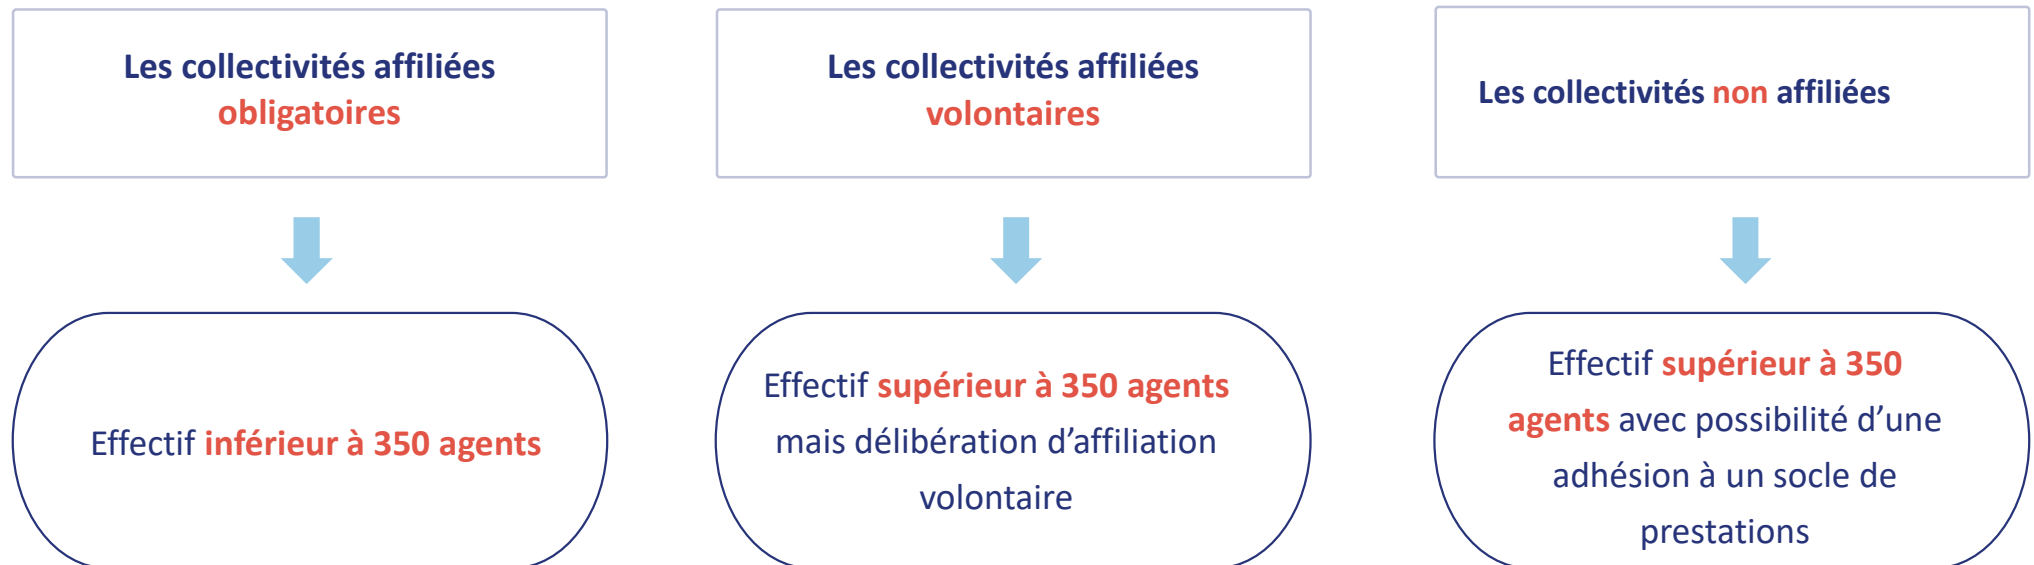 Les collectivités affiliées
obligatoires
Les collectivités affiliées
volontaires
Les collectivités non affiliées
Effectif inférieur à 350 agents
Effectif supérieur à 350 agents
mais délibération d’affiliation
volontaire
Effectif supérieur à 350
agents avec possibilité d’une
adhésion à un socle de
prestations